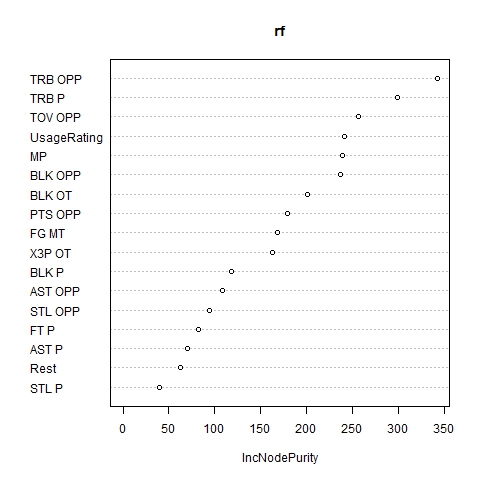 rf
TRB OPP
TRB P
TOV OPP
UsageRating
MP
BLK OPP
BLK OT
PTS OPP
FG MT
X3P OT
BLK P
AST OPP
STL OPP
FT P
AST P
Rest
STL P
0 50 100 150 200 250 300 350
IncNodePurity